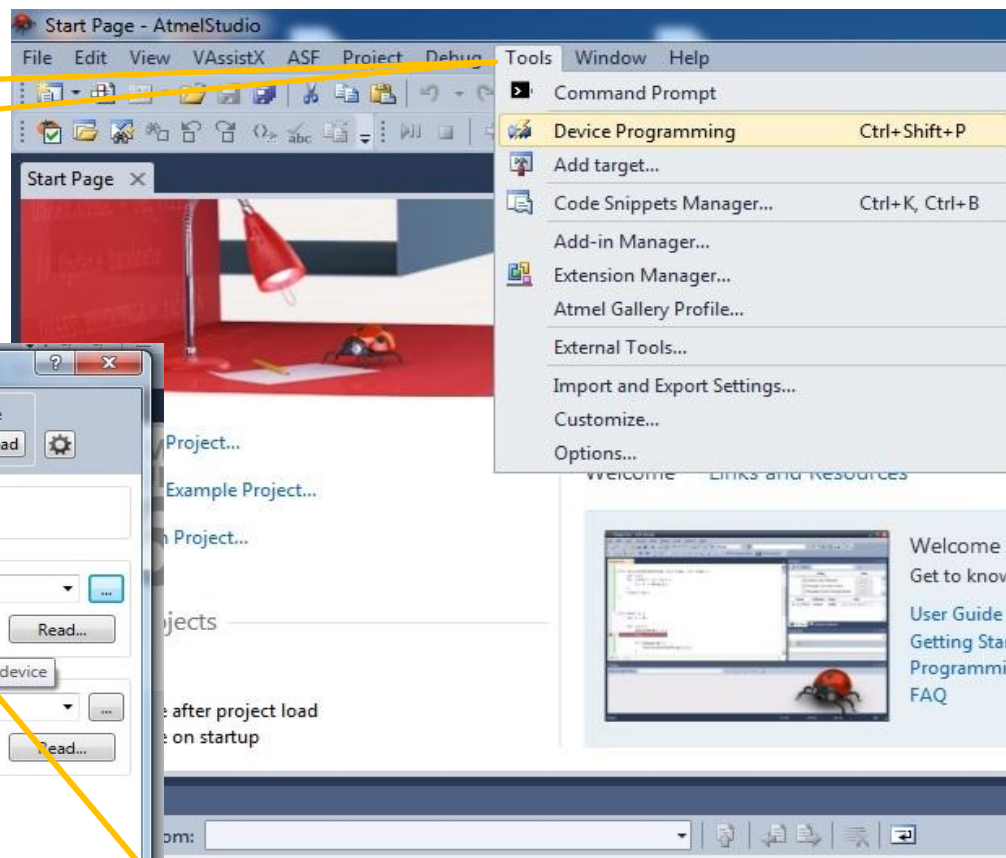 Start Page - AtmelStudio
File Edit View VAssistX ASF Project Debug Tools Window Help
Command Prompt
Device Programming Ctrl+Shift+P
Add target...
Code Snippets Manager... Ctrl+K, Ctrl+B
Add-in Manager...
Extension Manager...
Atmel Gallery Profile...
External Tools...
Import and Export Settings...
Customize...
Options...
Start Page
ad
...
Read...
device
...
Read...
Project...
Example Project...
n Project...
jects
e after project load
e on startup
Welcome Links and Resources
Welcome
Get to know
User Guide
Getting Sta
Programmi
FAQ
om: